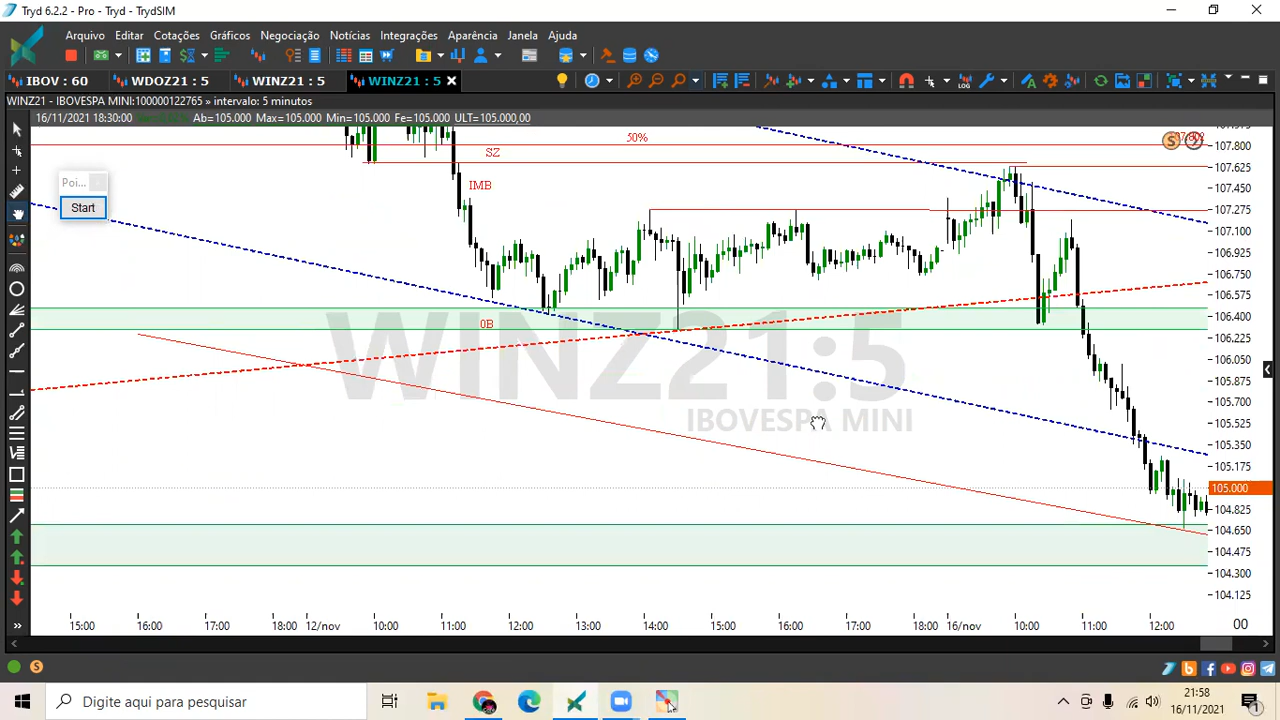 Tryd 6.2.2 - Pro - Tryd - TrydSIM
Arquivo Editar Cotações Gráficos Negociação Notícias Integrações Aparência Janela Ajuda
IBOV : 60 WDOZ21 : 5 WINZ21 : 5 WINZ21 : 5
WINZ21 - IBOVESPA MINI:100000122765 » intervalo: 5 minutos
16/11/2021 18:30:00 Ab=105.000 Max=105.000 Min=105.000 Fe=105.000 ULT=105.000,00
50%
107.800
SZ
107.625
Poi...
IMB
107.450
Start
107.275
107.100
106.925
106.750
106.575
106.400
0B
106.225
WINZ21:5
106.050
105.875
105.700
IBOVESPA MINI
105.525
105.350
105.175
105.000
104.825
104.650
104.475
104.300
104.125
15:00 16:00 17:00 18:00 12/nov 10:00 11:00 12:00 13:00 14:00 15:00 16:00 17:00 18:00 16/nov 10:00 11:00 12:00 00
Digite aqui para pesquisar
21:58
16/11/2021